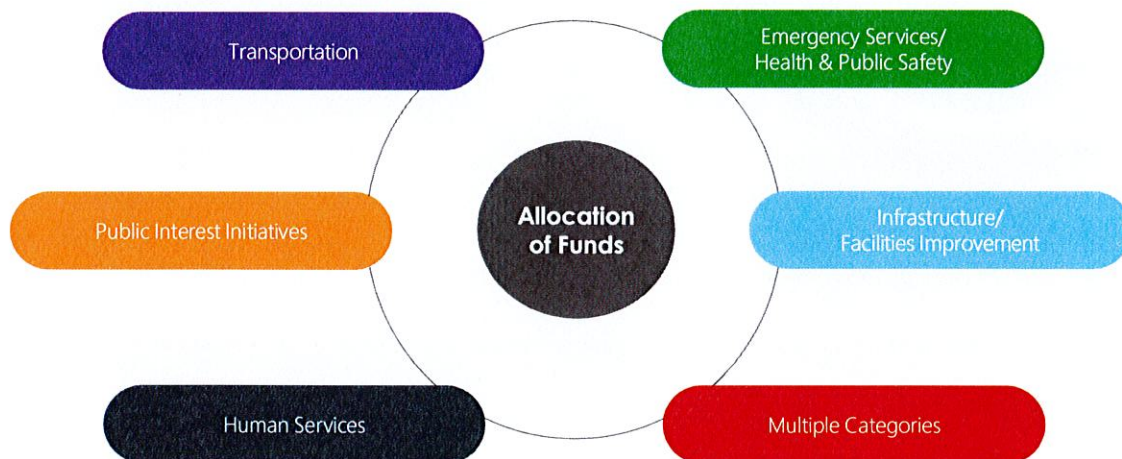 Transportation
Emergency Services/
Health & Public Safety
Public Interest Initiatives
Allocation
of Funds
Infrastructure/
Facilities Improvement
Human Services
Multiple Categories